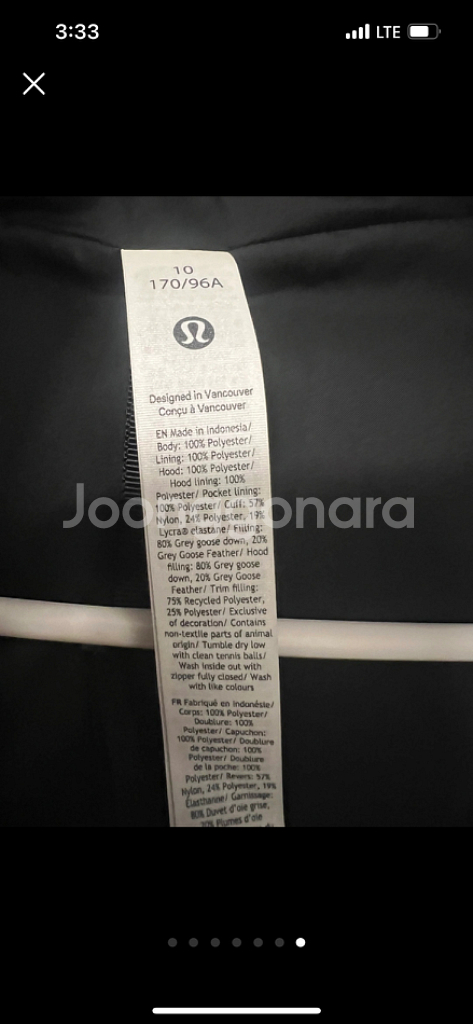 3:33
LTE
10
170/96A
Designed in Vancouver
Conçu à Vancouver
EN Made in Indonesia/
Body: 100% Polyester/
Lining: 100% Polyester/
Hood: 100% Polyester/
Hood lining: 100%
Polyester/ Pocket lining:
100% Polyester/ Cuff: 57%
Nylon, 24% Polyester, 19%
Lycra® elastane/ Filling:
80% Grey goose down, 20%
Grey Goose Feather/ Hood
filling: 80% Grey goose
down, 20% Grey Goose
Feather/ Trim filling:
75% Recycled Polyester,
25% Polyester/ Exclusive
of decoration/ Contains
non-textile parts of animal
origin/ Tumble dry low
with clean tennis balls/
Wash inside out with
zipper fully closed/ Wash
with like colours
FR Fabriqué en Indonésie/
Corps: 100% Polyester/
Doublure: 100%
Polyester/ Capuchon:
100% Polyester/ Doublure
de capuchon: 100%
Polyester/ Doublure
de la poche: 100%
Polyester/ Revers: 57%
Nylon, 24% Polyester, 19%
Élasthanne/ Garnissage:
80% Duvet d'oie grise,
20% Plumes d'oie